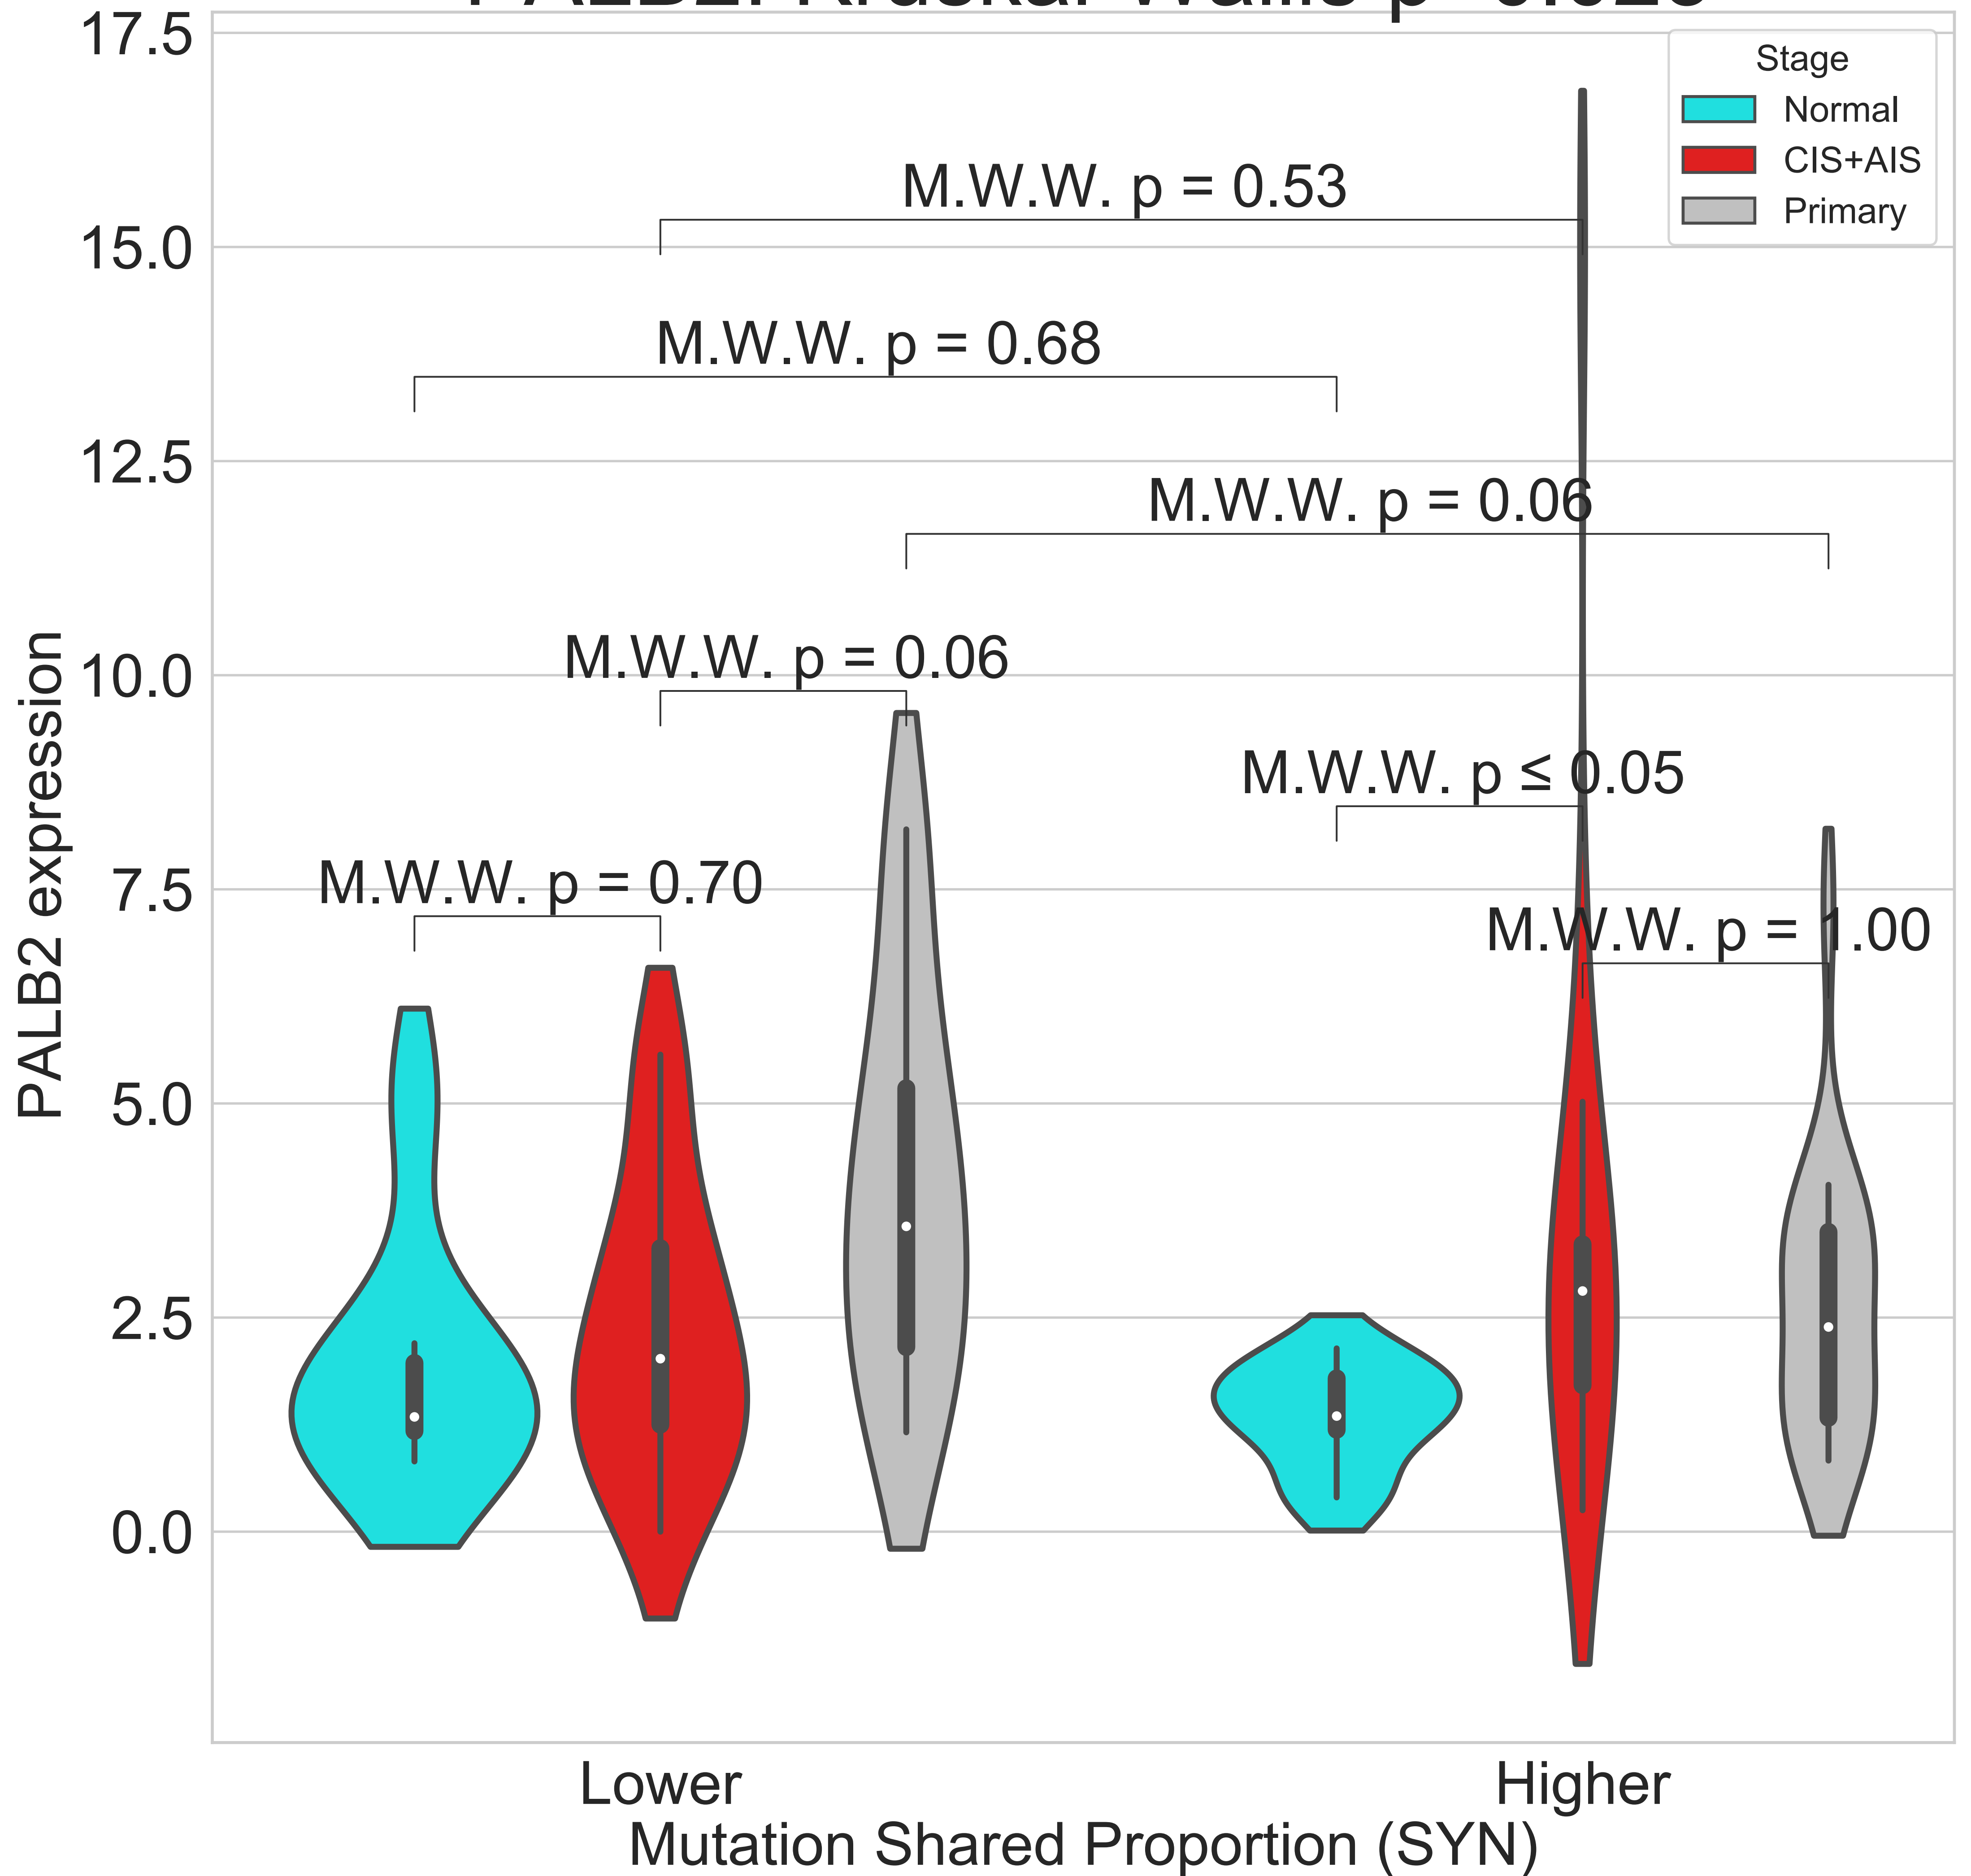 17.5
Stage
Normal
CIS+AIS
Primary
M.W.W. p = 0.53
15.0
M.W.W. p = 0.68
12.5
M.W.W. p = 0.06
M.W.W. p = 0.06
10.0
M.W.W. p ≤ 0.05
M.W.W. p = 0.70
7.5
M.W.W. p = 1.00
PALB2 expression
5.0
2.5
0.0
Lower
Higher
Mutation Shared Proportion (SYN)